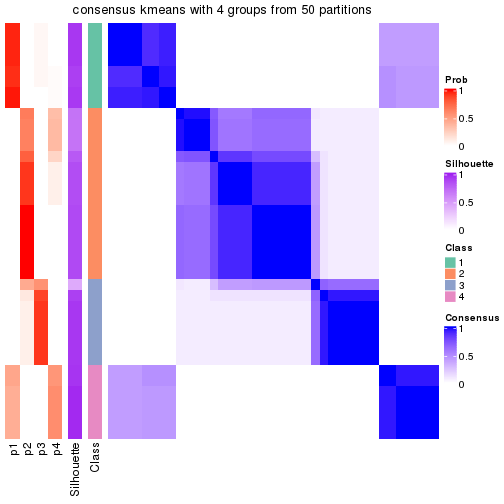 consensus kmeans with 4 groups from 50 partitions
Prob
1
0.5
0
Silhouette
1
0.5
0
Class
1
2
3
4
Consensus
1
0.5
0
p1
p2
p3
p4
Silhouette
Class